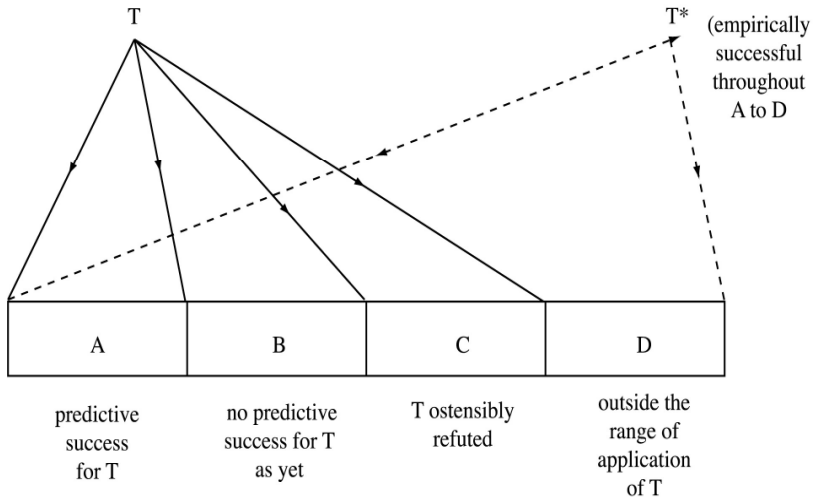 T
T*
(empirically
successful
throughout
A to D
A
B
C
D
predictive
success
for T
no predictive
success for T
as yet
T ostensibly
refuted
outside the
range of
application
of T